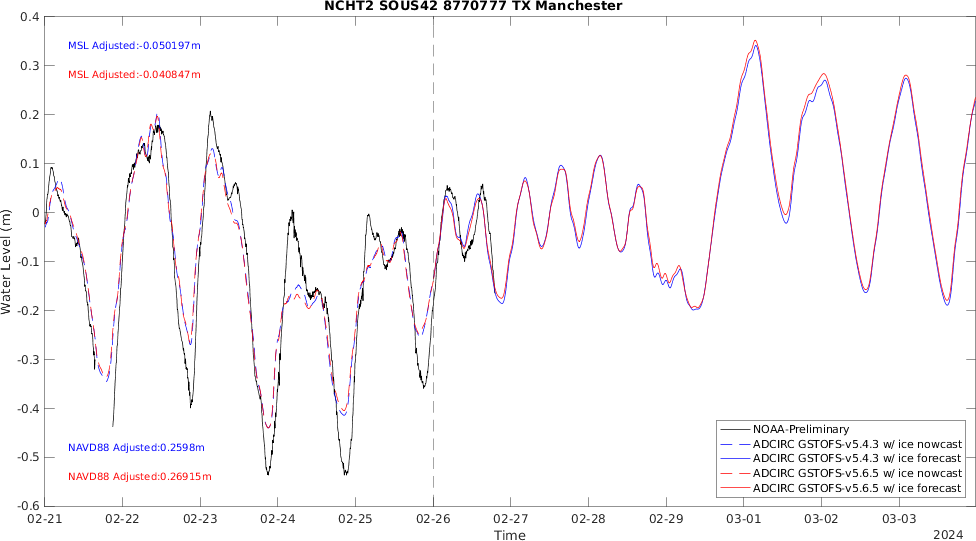 NCHT2 SOUS42 8770777 TX Manchester
0.4
0.3
0.2
0.1
0
-0.1
-0.2
-0.3
-0.4
-0.5
-0.6
Water Level (m)
MSL Adjusted:-0.050197m
MSL Adjusted:-0.040847m
NAVD88 Adjusted:0.2598m
NAVD88 Adjusted:0.26915m
NOAA-Preliminary
ADCIRC GSTOFS-v5.4.3 w/ ice nowcast
ADCIRC GSTOFS-v5.4.3 w/ ice forecast
ADCIRC GSTOFS-v5.6.5 w/ ice nowcast
ADCIRC GSTOFS-v5.6.5 w/ ice forecast
02-21 02-22 02-23 02-24 02-25 02-26 02-27 02-28 02-29 03-01 03-02 03-03
Time
2024